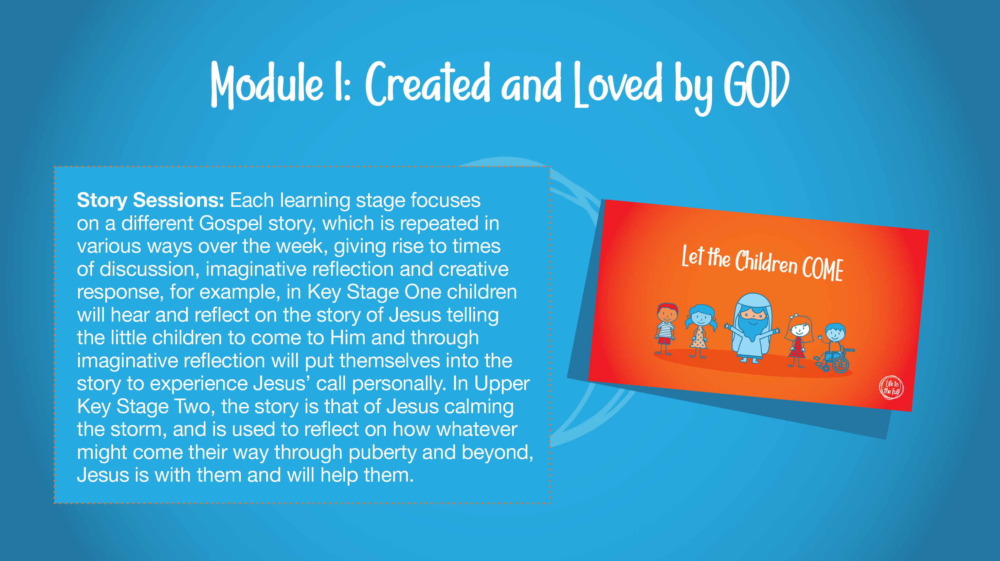 Module 1: Created and Loved by GOD
Story Sessions: Each learning stage focuses
on a different Gospel story, which is repeated in
various ways over the week, giving rise to times
of discussion, imaginative reflection and creative
response, for example, in Key Stage One children
will hear and reflect on the story of Jesus telling
the little children to come to Him and through
imaginative reflection will put themselves into the
story to experience Jesus’ call personally. In Upper
Key Stage Two, the story is that of Jesus calming
the storm, and is used to reflect on how whatever
might come their way through puberty and beyond,
Jesus is with them and will help them.
Let the Children COME
Life to
the Full